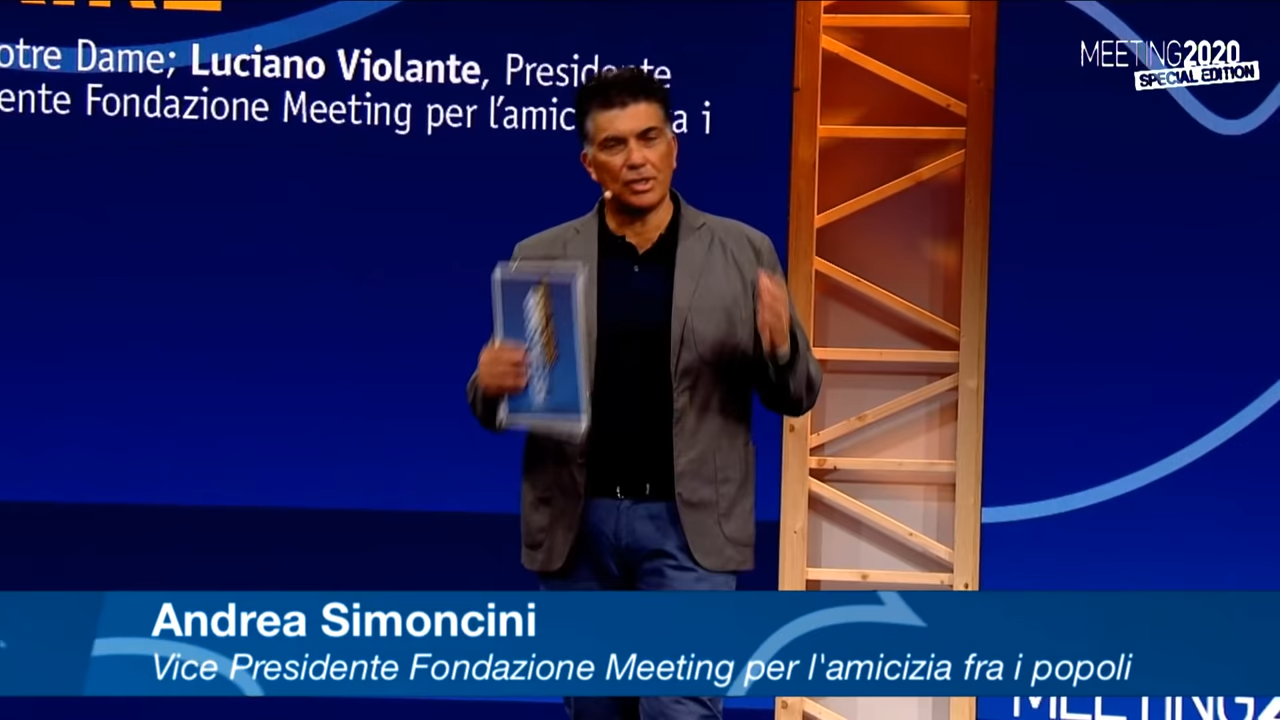 otre Dame; Luciano Violante, Presidente
ente Fondazione Meeting per l'amic a i
MEETING2020
SPECIAL EDITION
Andrea Simoncini
Vice Presidente Fondazione Meeting per l'amicizia fra i popoli